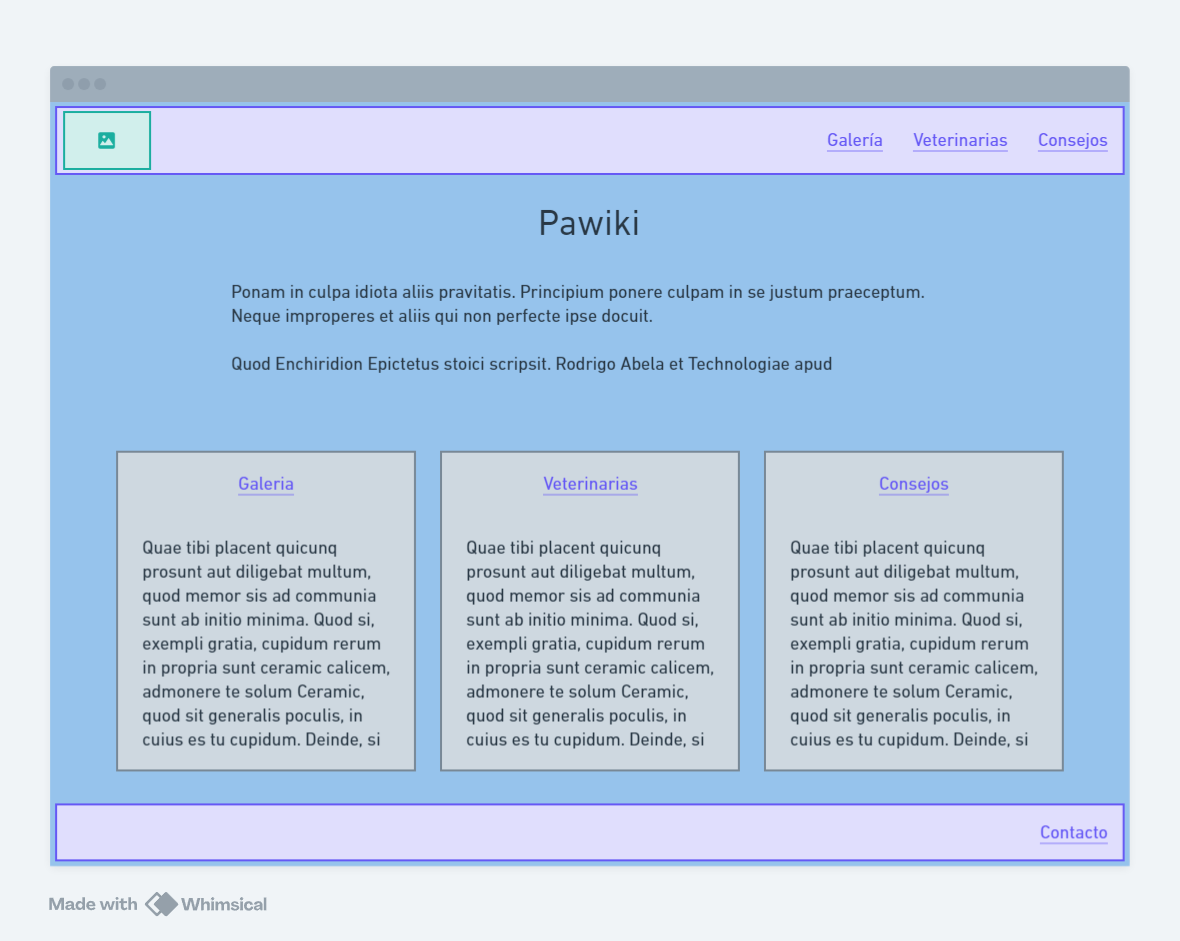 Galería Veterinarias Consejos
Pawiki
Ponam in culpa idiota aliis pravitatis. Principium ponere culpam in se justum praeceptum.
Neque improperes et aliis qui non perfecte ipse docuit.
Quod Enchiridion Epictetus stoici scripsit. Rodrigo Abela et Technologiae apud
Galeria
Quae tibi placent quicunq
prosunt aut diligebat multum,
quod memor sis ad communia
sunt ab initio minima. Quod si,
exempli gratia, cupidum rerum
in propria sunt ceramic calicem,
admonere te solum Ceramic,
quod sit generalis poculis, in
cuius es tu cupidum. Deinde, si
Veterinarias
Quae tibi placent quicunq
prosunt aut diligebat multum,
quod memor sis ad communia
sunt ab initio minima. Quod si,
exempli gratia, cupidum rerum
in propria sunt ceramic calicem,
admonere te solum Ceramic,
quod sit generalis poculis, in
cuius es tu cupidum. Deinde, si
Consejos
Quae tibi placent quicunq
prosunt aut diligebat multum,
quod memor sis ad communia
sunt ab initio minima. Quod si,
exempli gratia, cupidum rerum
in propria sunt ceramic calicem,
admonere te solum Ceramic,
quod sit generalis poculis, in
cuius es tu cupidum. Deinde, si
Contacto
Made with Whimsical